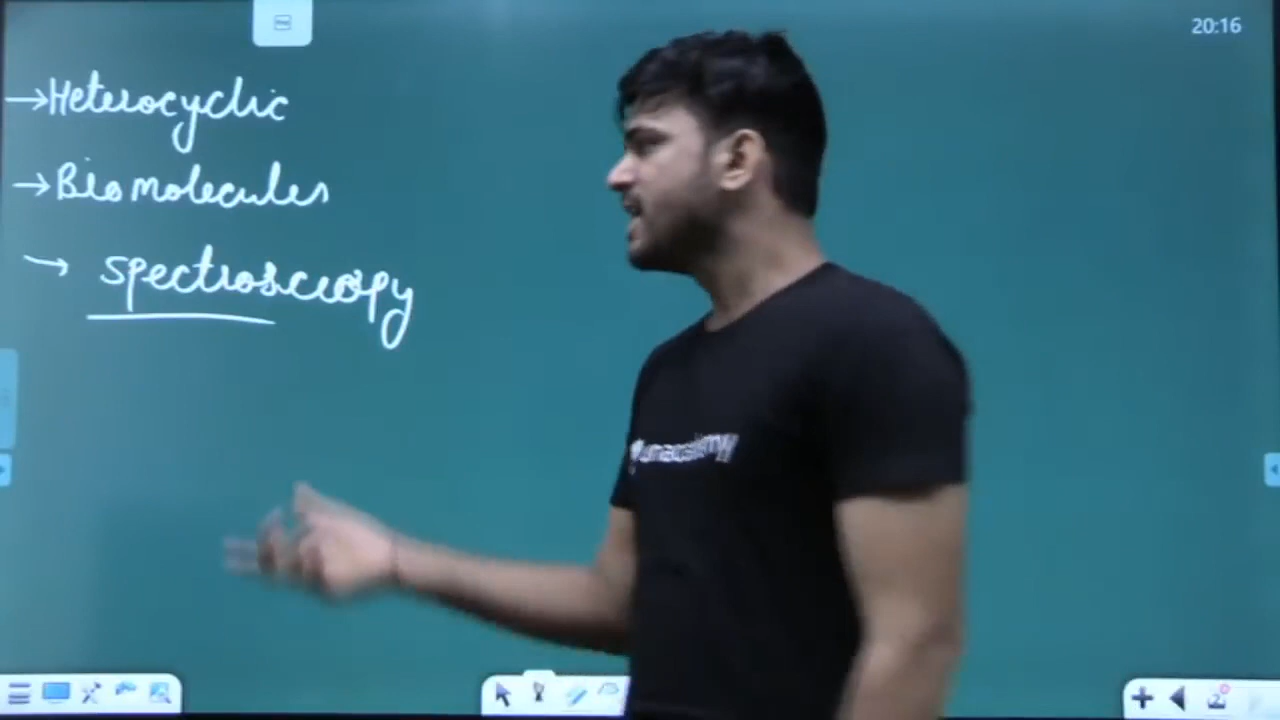 20:16
→Heterocyclic
→Biomolecules
→ spectroscopy
unacademy